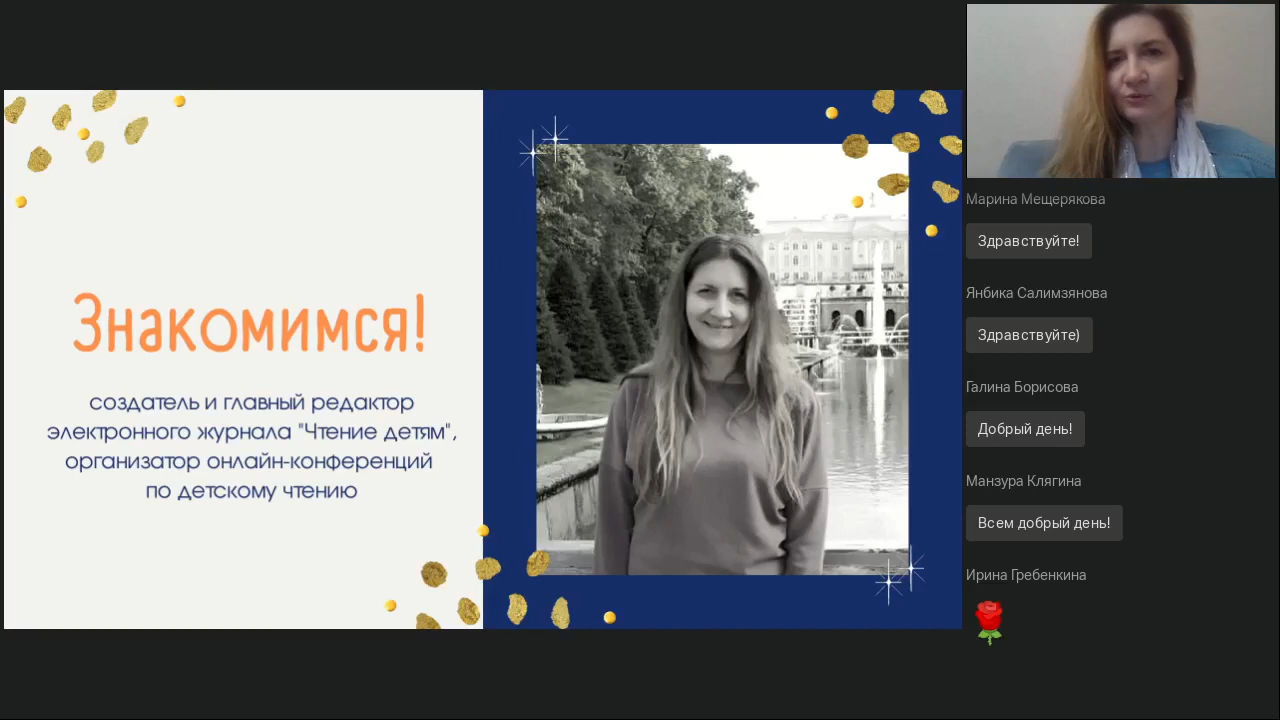 Знакомимся!
создатель и главный редактор
электронного журнала "Чтение детям",
организатор онлайн-конференций
по детскому чтению
Марина Мещерякова
Здравствуйте!
Янбика Салимзянова
Здравствуйте)
Галина Борисова
Добрый день!
Манзура Клягина
Всем добрый день!
Ирина Гребенкина